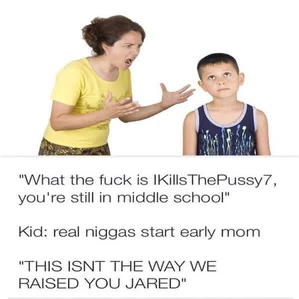 "What the fuck is IKillsThePussy7,
you're still in middle school"
Kid: real niggas start early mom
"THIS ISNT THE WAY WE
RAISED YOU JARED"